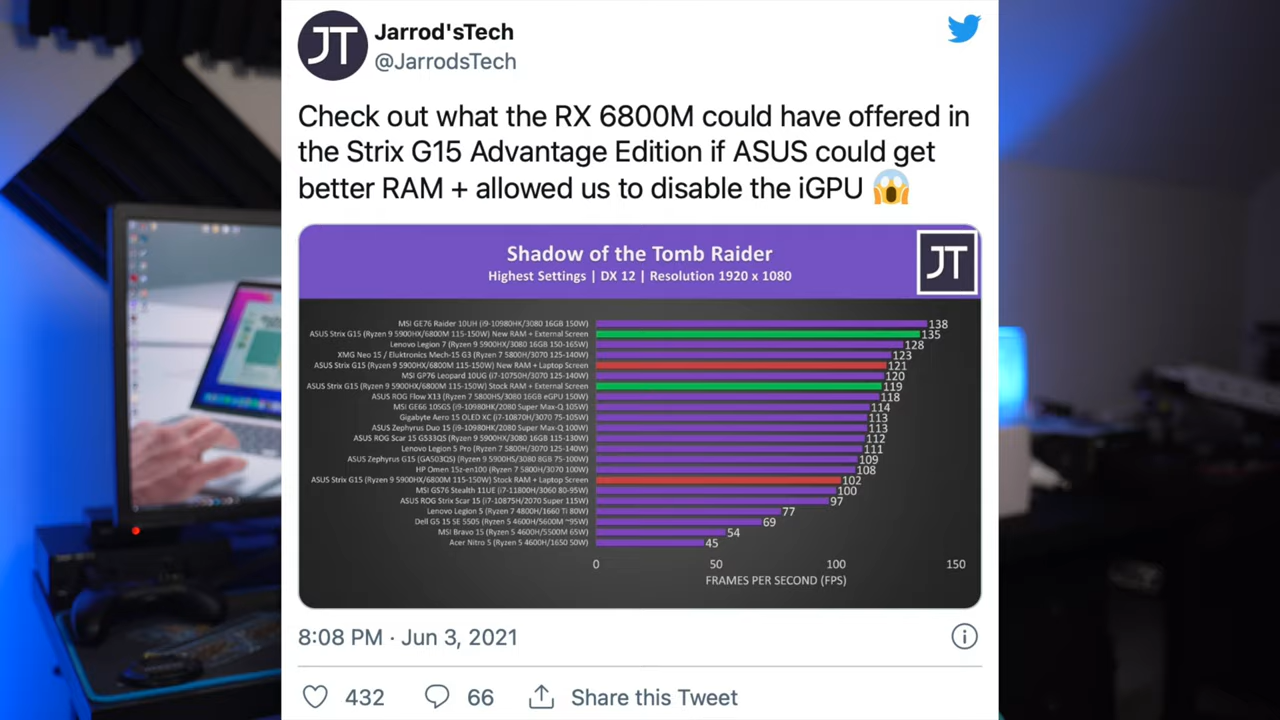 JT
Jarrod'sTech
@JarrodsTech
Check out what the RX 6800M could have offered in
the Strix G15 Advantage Edition if ASUS could get
better RAM + allowed us to disable the iGPU
Shadow of the Tomb Raider
Highest Settings | DX 12 | Resolution 1920 x 1080
JT
MSI GE76 Raider 10UH (i9-10980HK/3080 16GB 150W) 138
ASUS Strix G15 (Ryzen 9 5900HX/6800M 115-150W) New RAM + External Screen 135
Lenovo Legion 7 (Ryzen 9 5900HX/3080 16GB 150-165W) 128
XMG Neo 15 / Eluktronics Mech-15 G3 (Ryzen 7 5800H/3070 125-140W) 123
ASUS Strix G15 (Ryzen 9 5900HX/6800M 115-150W) New RAM + Laptop Screen 121
MSI GP76 Leopard 10UG (i7-10750H/3070 125-140W) 120
ASUS Strix G15 (Ryzen 9 5900HX/6800M 115-150W) Stock RAM + External Screen 119
ASUS ROG Flow X13 (Ryzen 7 5800HS/3080 16GB eGPU 150W) 118
MSI GE66 10SGS (i9-10980HK/2080 Super Max-Q 105W) 114
Gigabyte Aero 15 OLED XC (i7-10870H/3070 75-105W) 113
ASUS Zephyrus Duo 15 (i9-10980HK/2080 Super Max-Q 100W) 113
ASUS ROG Scar 15 G533QS (Ryzen 9 5900HX/3080 16GB 115-130W) 112
Lenovo Legion 5 Pro (Ryzen 7 5800H/3070 125-140W) 111
ASUS Zephyrus G15 (GA503QS) (Ryzen 9 5900HS/3080 8GB 75-100W) 109
HP Omen 15z-en100 (Ryzen 7 5800H/3070 100W) 108
ASUS Strix G15 (Ryzen 9 5900HX/6800M 115-150W) Stock RAM + Laptop Screen 102
MSI GS76 Stealth 11UE (i7-11800H/3060 80-95W) 100
ASUS ROG Strix Scar 15 (i7-10875H/2070 Super 115W) 97
Lenovo Legion 5 (Ryzen 7 4800H/1660 Ti 80W) 77
Dell G5 15 SE 5505 (Ryzen 5 4600H/5600M ~95W) 69
MSI Bravo 15 (Ryzen 5 4600H/5500M 65W) 54
Acer Nitro 5 (Ryzen 5 4600H/1650 50W) 45
0 50 100 150
FRAMES PER SECOND (FPS)
8:08 PM · Jun 3, 2021
432 66 Share this Tweet